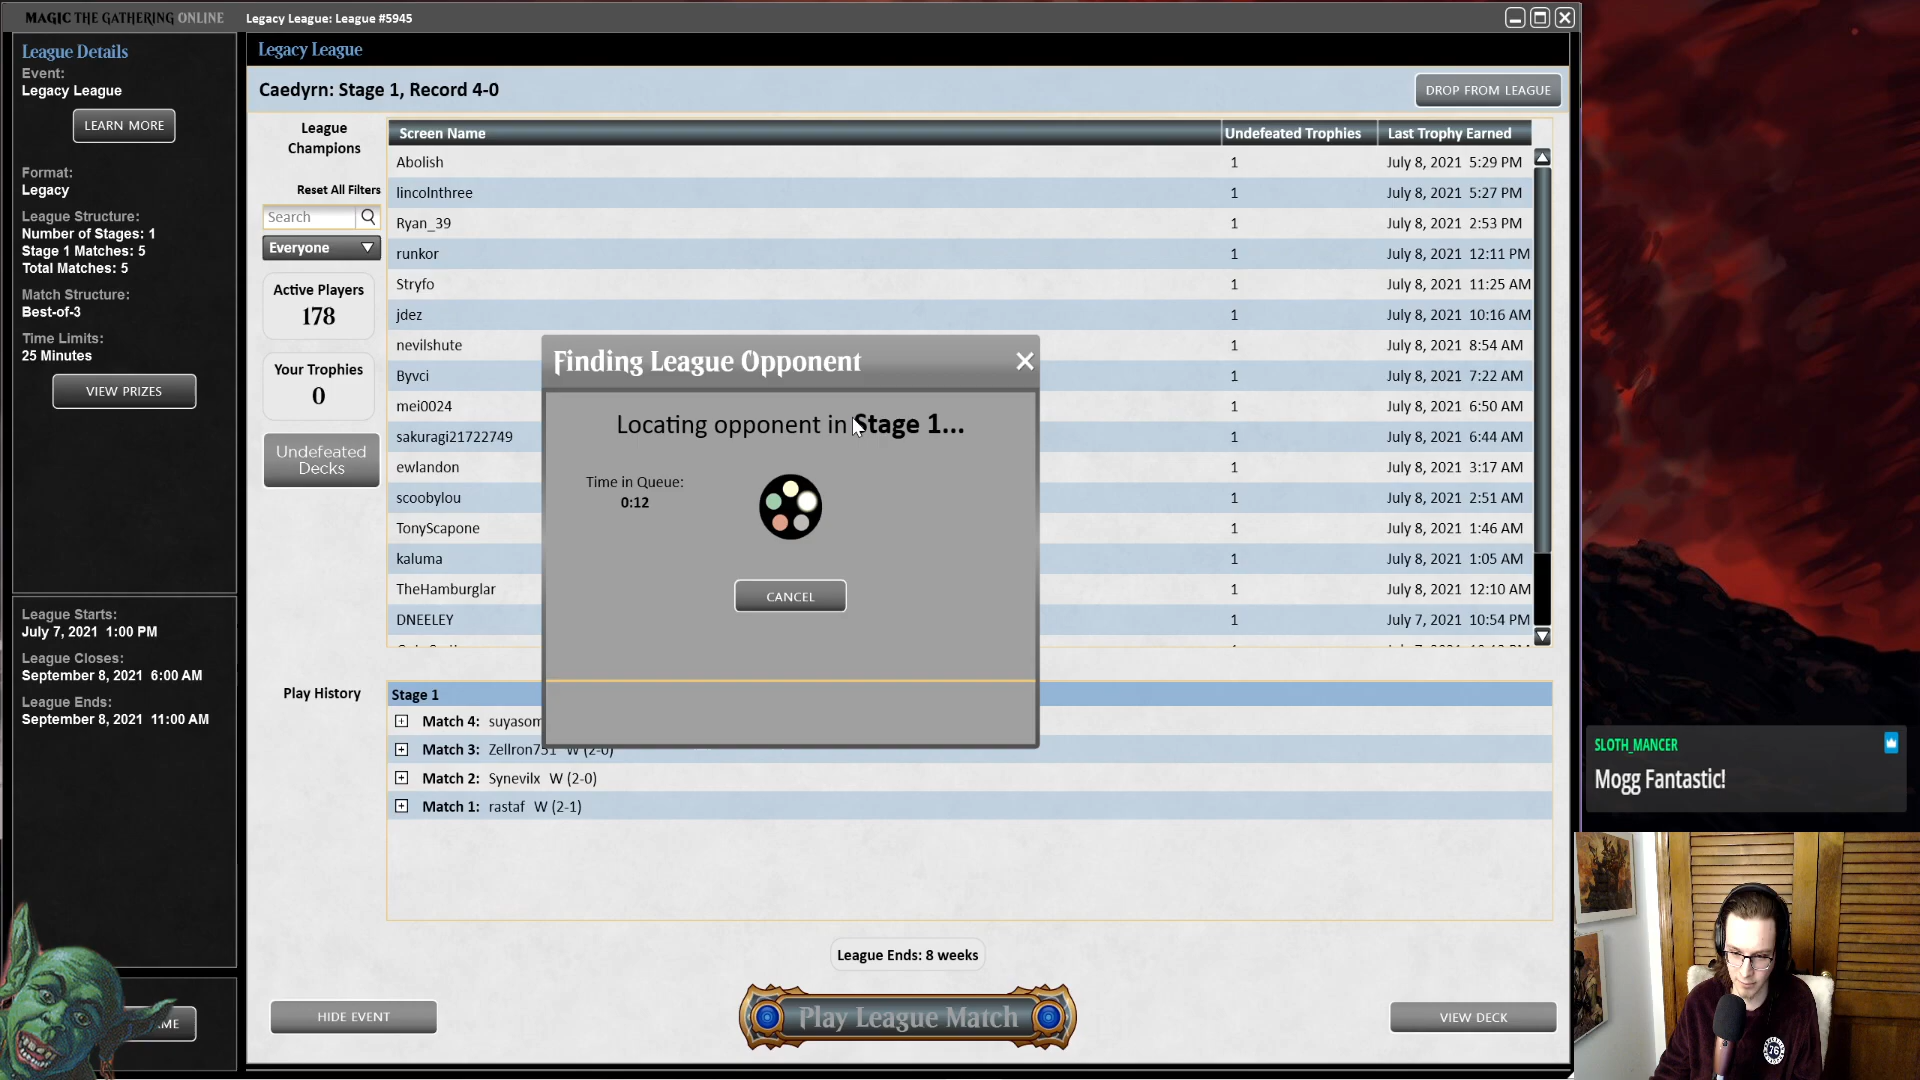 MAGIC THE GATHERING ONLINE
Legacy League: League #5945
League Details
Event:
Legacy League
LEARN MORE
Format:
Legacy
League Structure:
Number of Stages: 1
Stage 1 Matches: 5
Total Matches: 5
Match Structure:
Best-of-3
Time Limits:
25 Minutes
VIEW PRIZES
League Starts:
July 7, 2021 1:00 PM
League Closes:
September 8, 2021 6:00 AM
League Ends:
September 8, 2021 11:00 AM
Legacy League
Caedyrn: Stage 1, Record 4-0
DROP FROM LEAGUE
League
Champions
Reset All Filters
Search
Everyone
Active Players
178
Your Trophies
0
Undefeated
Decks
Screen Name Undefeated Trophies Last Trophy Earned
Abolish 1 July 8, 2021 5:29 PM
lincolnthree 1 July 8, 2021 5:27 PM
Ryan_39 1 July 8, 2021 2:53 PM
runkor 1 July 8, 2021 12:11 PM
Stryfo 1 July 8, 2021 11:25 AM
jdez 1 July 8, 2021 10:16 AM
nevilshute 1 July 8, 2021 8:54 AM
Byvci 1 July 8, 2021 7:22 AM
mei0024 1 July 8, 2021 6:50 AM
sakuragi21722749 1 July 8, 2021 6:44 AM
ewlandon 1 July 8, 2021 3:17 AM
scoobylou 1 July 8, 2021 2:51 AM
TonyScapone 1 July 8, 2021 1:46 AM
kaluma 1 July 8, 2021 1:05 AM
TheHamburglar 1 July 8, 2021 12:10 AM
DNEELEY 1 July 7, 2021 10:54 PM
Finding League Opponent
Locating opponent in Stage 1...
Time in Queue:
0:12
CANCEL
Play History
Stage 1
Match 4: suyasom
Match 3: Zellron751 W (2-0)
Match 2: Synevilx W (2-0)
Match 1: rastaf W (2-1)
League Ends: 8 weeks
HIDE EVENT
Play League Match
VIEW DECK
SLOTH_MANCER
Mogg Fantastic!
76